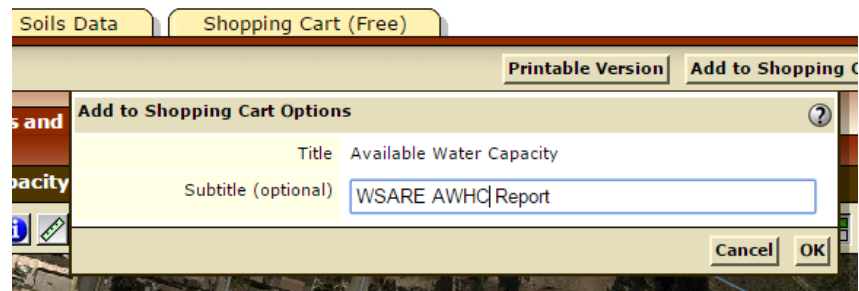 Soils Data Shopping Cart (Free)
Printable Version Add to Shopping
s and Add to Shopping Cart Options ?
Title Available Water Capacity
pacity Subtitle (optional) WSARE AWHC Report
Cancel OK